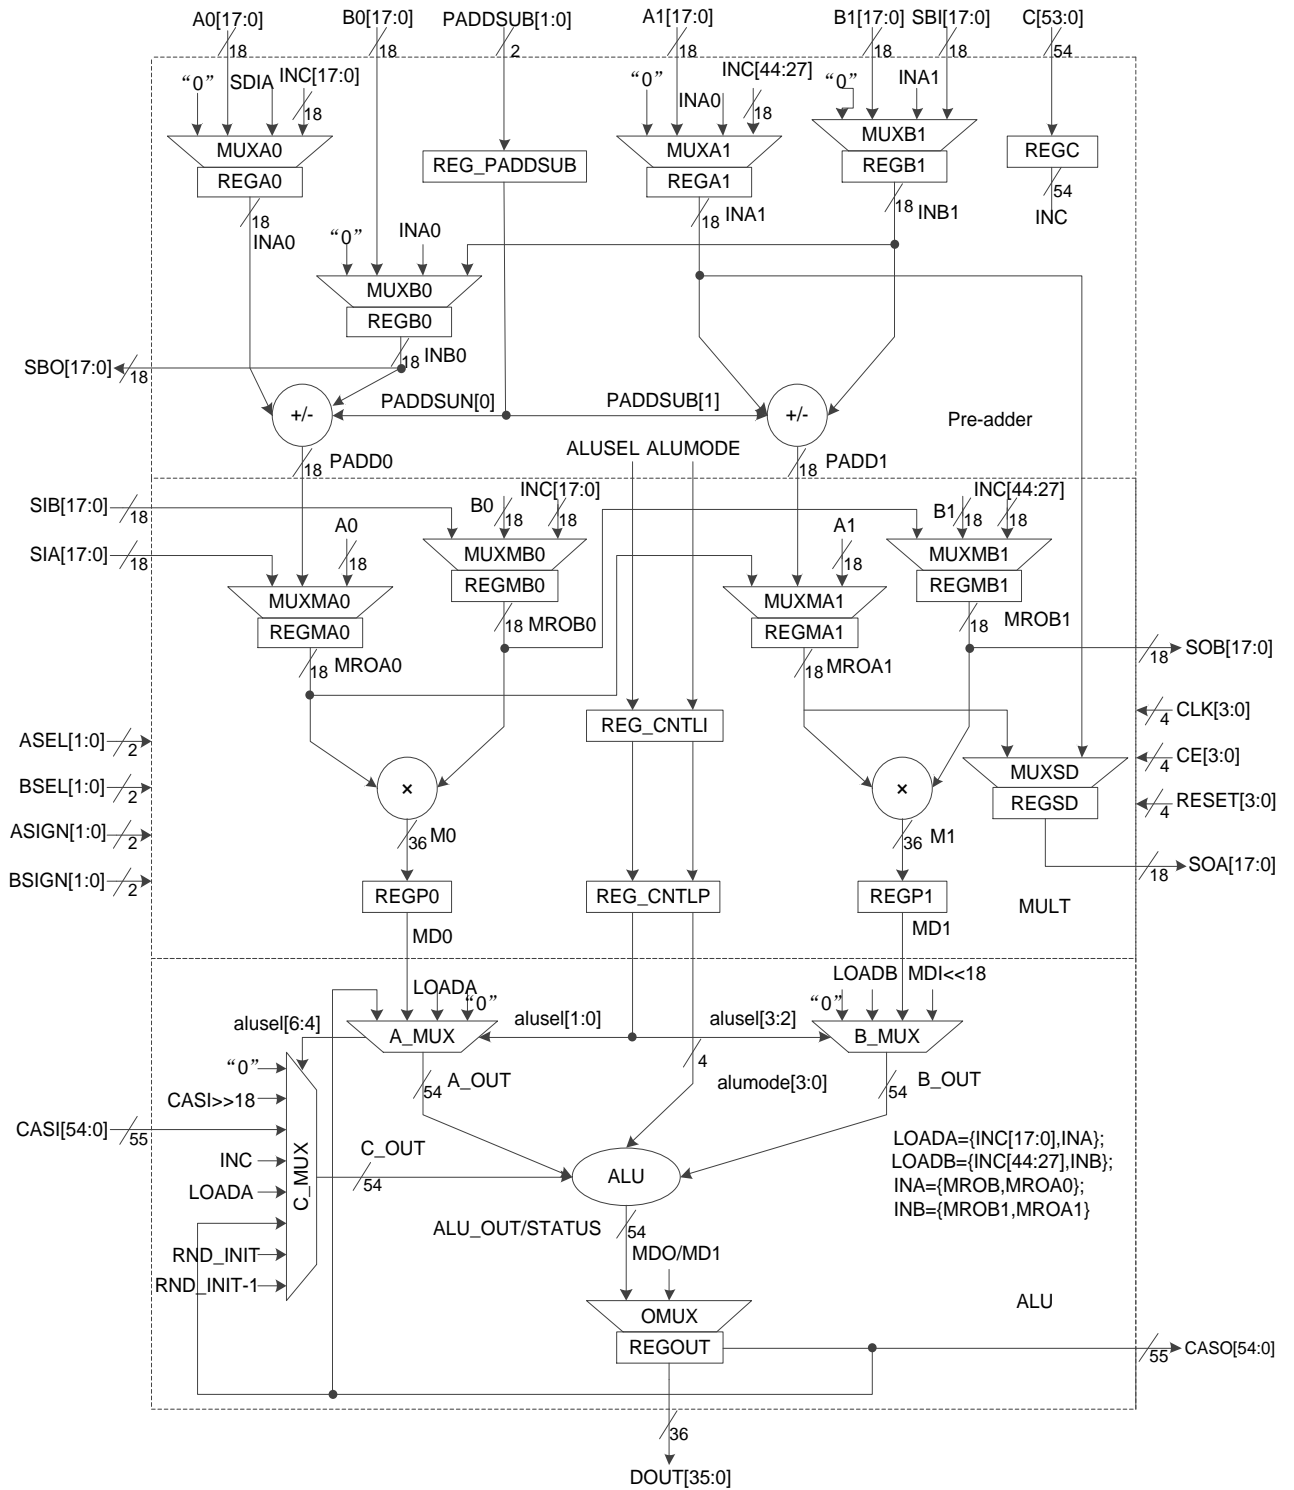 A0[17:0]
B0[17:0]
PADDSUB[1:0]
A1[17:0]
B1[17:0]
SBI[17:0]
C[53:0]
18
18
2
18
18
18
54
“0”
SDIA
INC[17:0]
18
“0”
INA0
INC[44:27]
18
“0”
INA1
MUXA0
REGA0
REG_PADDSUB
MUXA1
REGA1
MUXB1
REGB1
REGC
18
INA0
18
INA1
18
INB1
54
INC
“0”
INA0
MUXB0
REGB0
18
INB0
SBO[17:0]
18
+/-
PADDSUN[0]
PADDSUB[1]
+/-
Pre-adder
18
PADD0
ALUSEL
ALUMODE
18
PADD1
SIB[17:0]
18
SIA[17:0]
18
A0
18
B0
18
INC[17:0]
18
A1
18
B1
18
INC[44:27]
18
MUXMB0
REGMB0
MUXMB1
REGMB1
MUXMA0
REGMA0
MUXMA1
REGMA1
18
MROB0
18
MROB1
18
MROA0
18
MROA1
18
SOB[17:0]
ASEL[1:0]
2
BSEL[1:0]
2
ASIGN[1:0]
2
BSIGN[1:0]
2
REG_CNTLI
4
CLK[3:0]
4
CE[3:0]
4
RESET[3:0]
×
×
MUXSD
REGSD
36
M0
36
M1
18
SOA[17:0]
REGP0
REG_CNTLP
REGP1
MULT
MD0
MD1
LOADA
“0”
“0”
LOADB
MDI<<18
alusel[6:4]
A_MUX
alusel[1:0]
alusel[3:2]
B_MUX
54
A_OUT
4
alumode[3:0]
54
B_OUT
“0”
CASI>>18
CASI[54:0]
55
INC
LOADA
RND_INIT
RND_INIT-1
C_MUX
C_OUT
54
ALU
LOADA={INC[17:0],INA};
LOADB={INC[44:27],INB};
INA={MROB,MROA0};
INB={MROB1,MROA1}
ALU_OUT/STATUS
54
MDO/MD1
OMUX
REGOUT
ALU
55
CASO[54:0]
36
DOUT[35:0]